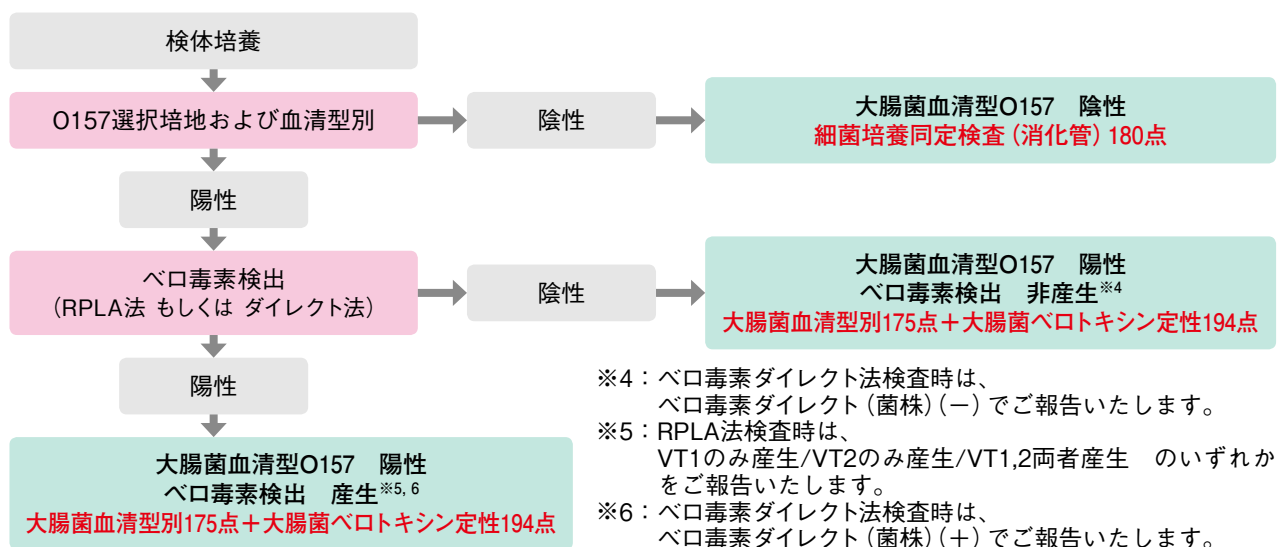 検体培養
O157選択培地および血清型別
陰性
大腸菌血清型O157　陰性
細菌培養同定検査（消化管）180点
陽性
ベロ毒素検出
（RPLA法 もしくは ダイレクト法）
陰性
大腸菌血清型O157　陽性
ベロ毒素検出　非産生※4
大腸菌血清型別175点＋大腸菌ベロトキシン定性194点
陽性
大腸菌血清型O157　陽性
ベロ毒素検出　産生※5, 6
大腸菌血清型別175点＋大腸菌ベロトキシン定性194点
※4：ベロ毒素ダイレクト法検査時は、
ベロ毒素ダイレクト（菌株）（－）でご報告いたします。
※5：RPLA法検査時は、
VT1のみ産生/VT2のみ産生/VT1,2両者産生　のいずれか
をご報告いたします。
※6：ベロ毒素ダイレクト法検査時は、
ベロ毒素ダイレクト（菌株）（＋）でご報告いたします。